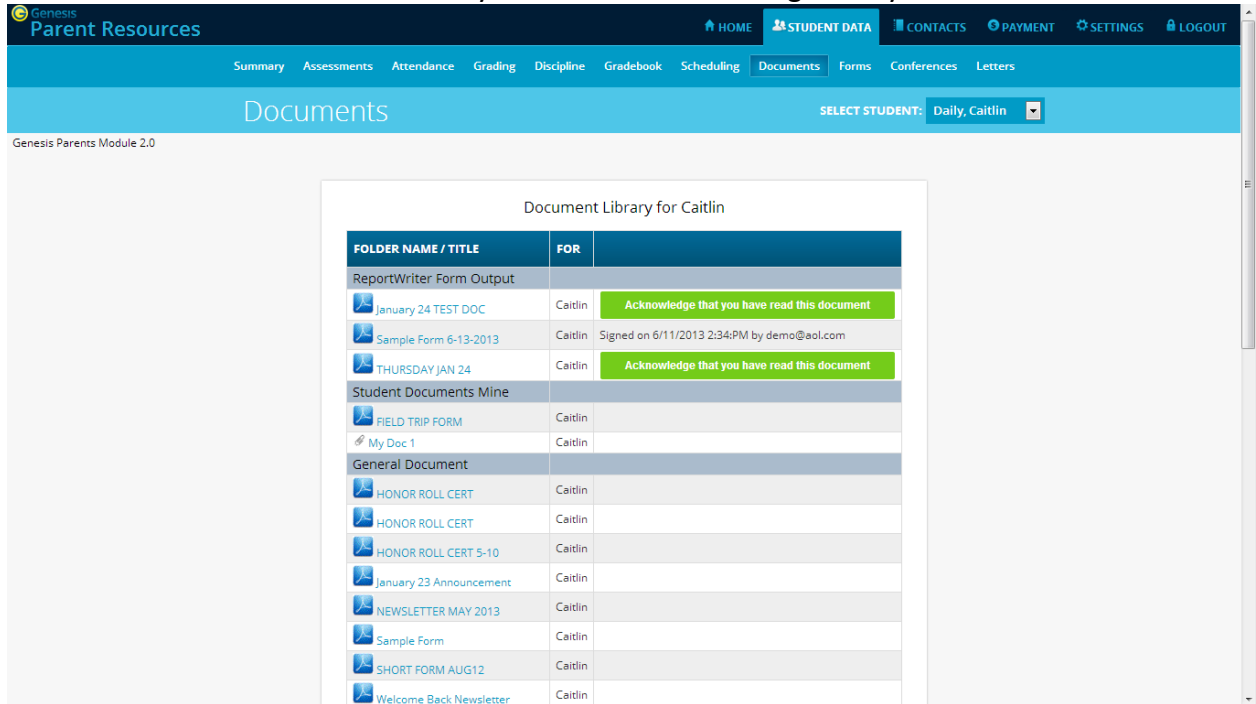 Genesis
Parent Resources
HOME STUDENT DATA CONTACTS PAYMENT SETTINGS LOGOUT
Summary Assessments Attendance Grading Discipline Gradebook Scheduling Documents Forms Conferences Letters
Documents SELECT STUDENT: Daily, Caitlin
Genesis Parents Module 2.0
Document Library for Caitlin
FOLDER NAME / TITLE FOR
ReportWriter Form Output
January 24 TEST DOC Caitlin Acknowledge that you have read this document
Sample Form 6-13-2013 Caitlin Signed on 6/11/2013 2:34:PM by demo@aol.com
THURSDAY JAN 24 Caitlin Acknowledge that you have read this document
Student Documents Mine
FIELD TRIP FORM Caitlin
My Doc 1 Caitlin
General Document
HONOR ROLL CERT Caitlin
HONOR ROLL CERT Caitlin
HONOR ROLL CERT 5-10 Caitlin
January 23 Announcement Caitlin
NEWSLETTER MAY 2013 Caitlin
Sample Form Caitlin
SHORT FORM AUG12 Caitlin
Welcome Back Newsletter Caitlin